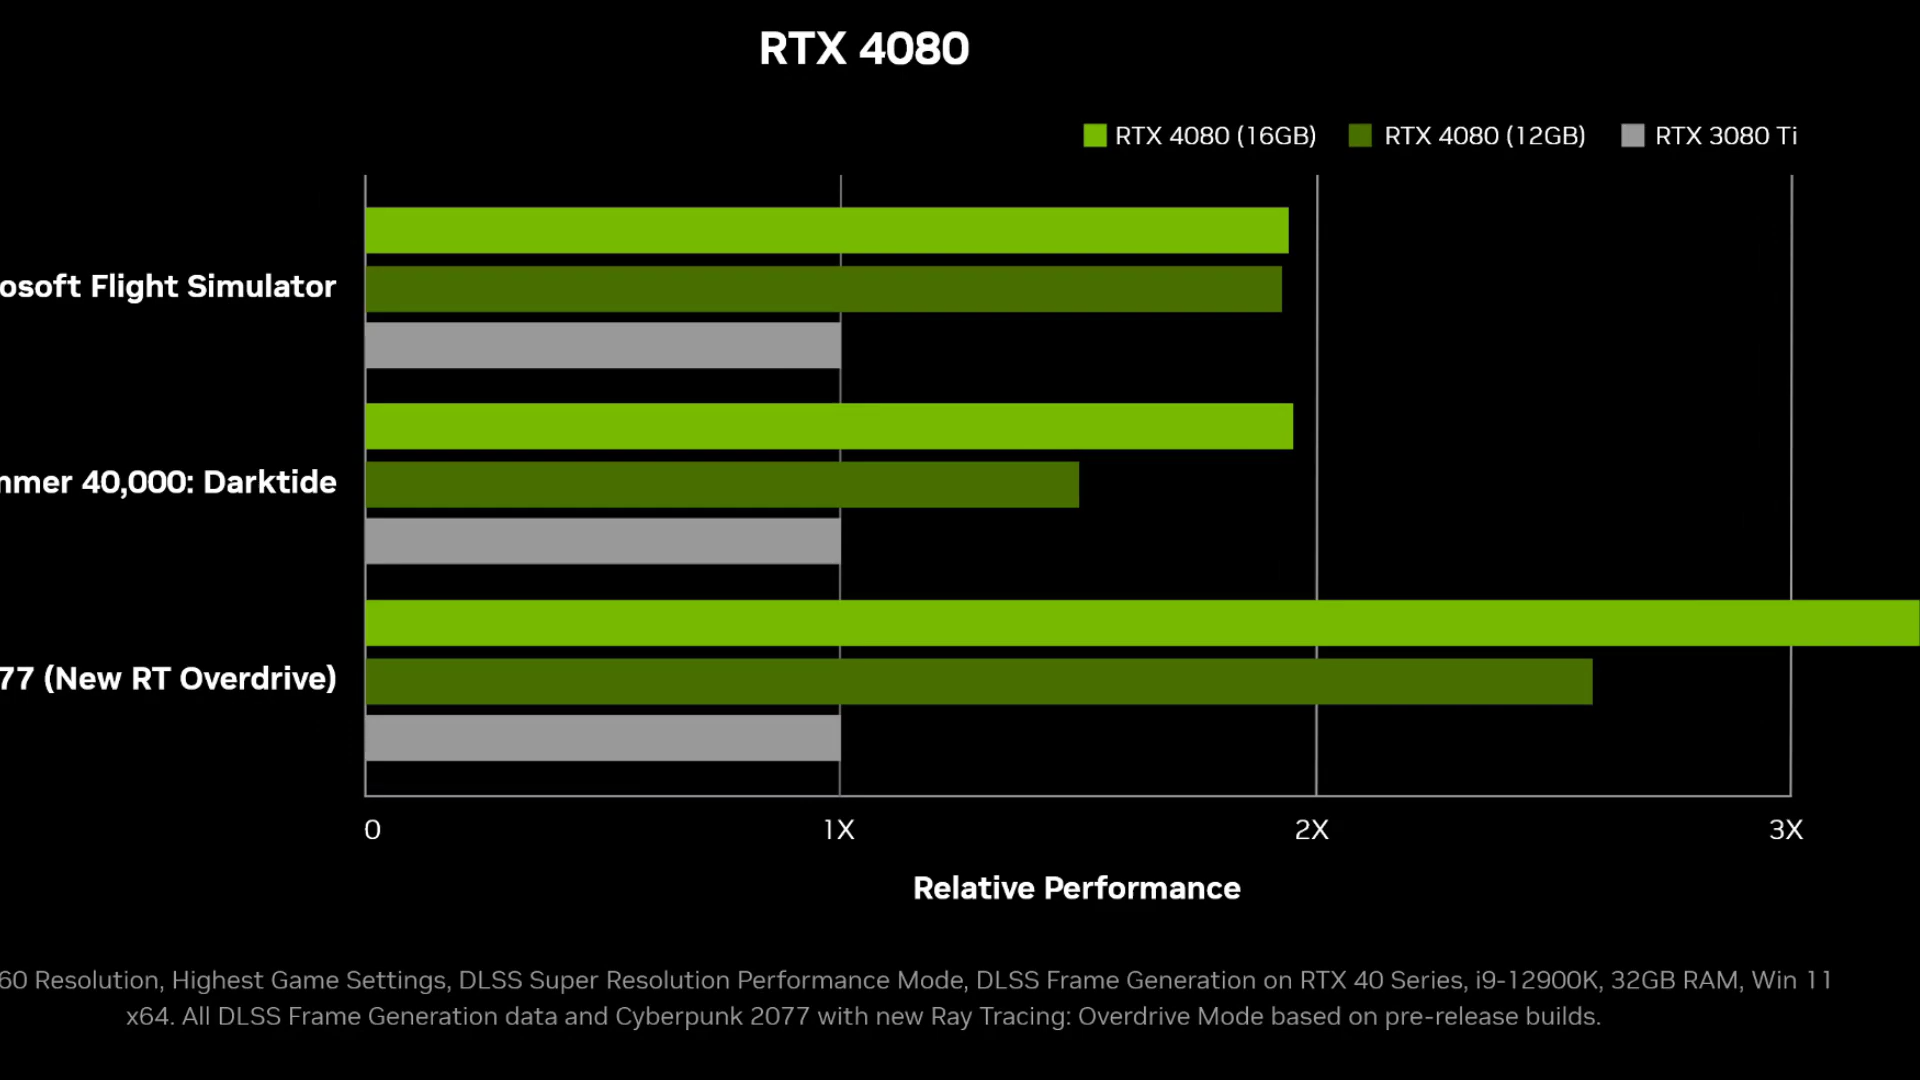 RTX 4080
RTX 4080 (16GB) RTX 4080 (12GB) RTX 3080 Ti
osoft Flight Simulator
mmer 40,000: Darktide
77 (New RT Overdrive)
0 1X 2X 3X
Relative Performance
60 Resolution, Highest Game Settings, DLSS Super Resolution Performance Mode, DLSS Frame Generation on RTX 40 Series, i9-12900K, 32GB RAM, Win 11
x64. All DLSS Frame Generation data and Cyberpunk 2077 with new Ray Tracing: Overdrive Mode based on pre-release builds.